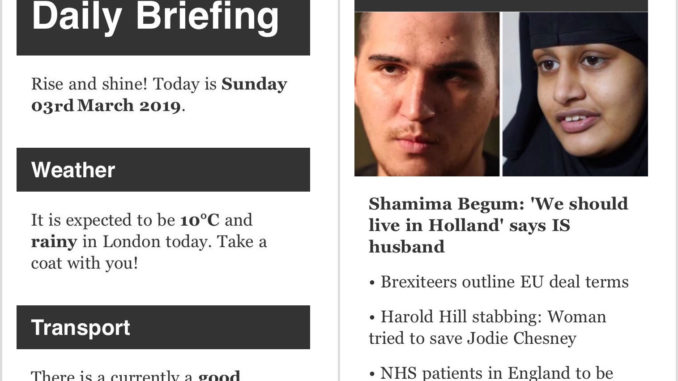 Daily Briefing
Rise and shine! Today is Sunday
03rd March 2019.
Weather
It is expected to be 10°C and
rainy in London today. Take a
coat with you!
Transport
There is a currently a good
Shamima Begum: 'We should
live in Holland' says IS
husband
• Brexiteers outline EU deal terms
• Harold Hill stabbing: Woman
tried to save Jodie Chesney
• NHS patients in England to be